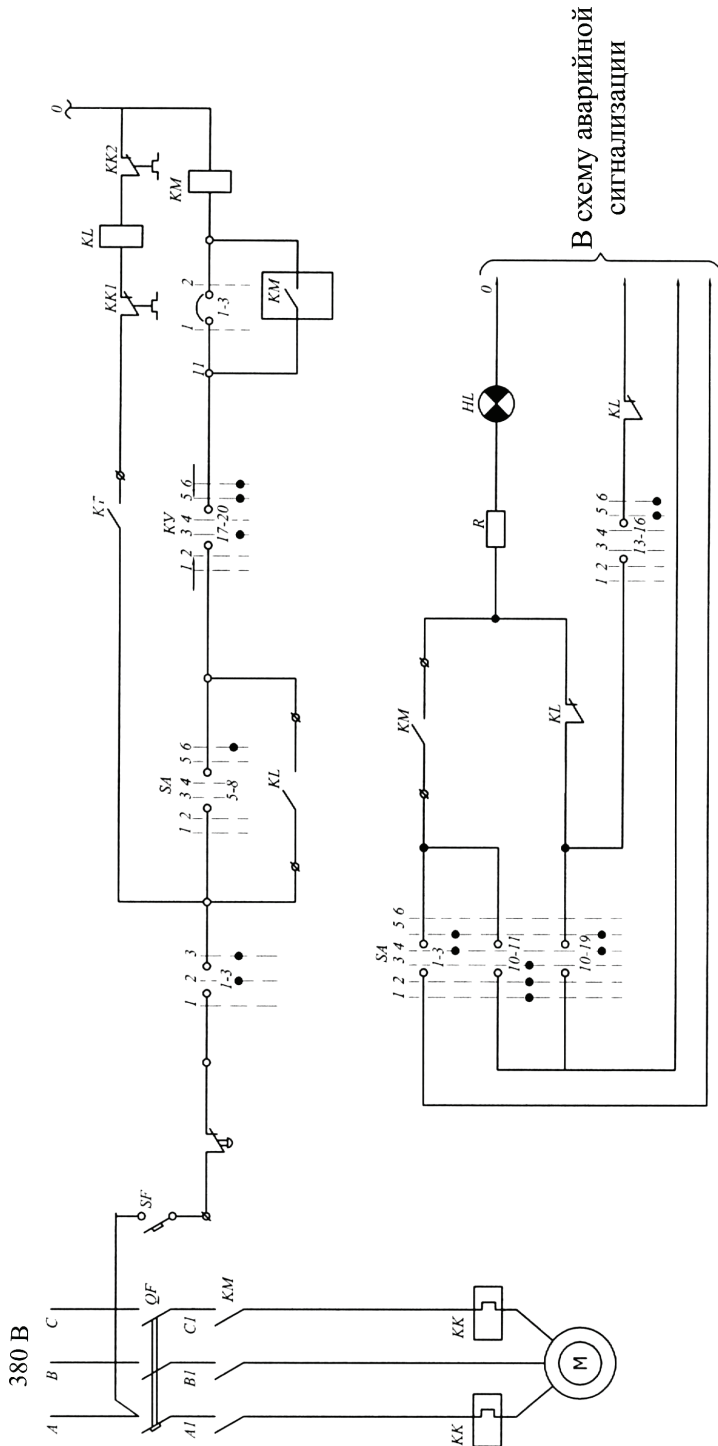 380 В
A
B
C
QF
A1
B1
C1
KM
KK
KK
M
SF
1 2 3
1-3
SA
1 2 3 4 5 6
5-8
KL
KT
КУ
1 2 3 4 5 6
17-20
11
1 2
1-3
KM
KK1
KL
KK2
KM
0
SA
1 2 3 4 5 6
1-3
10-11
10-19
KM
KL
R
HL
0
1 2 3 4 5 6
13-16
KL
В схему аварийной
сигнализации